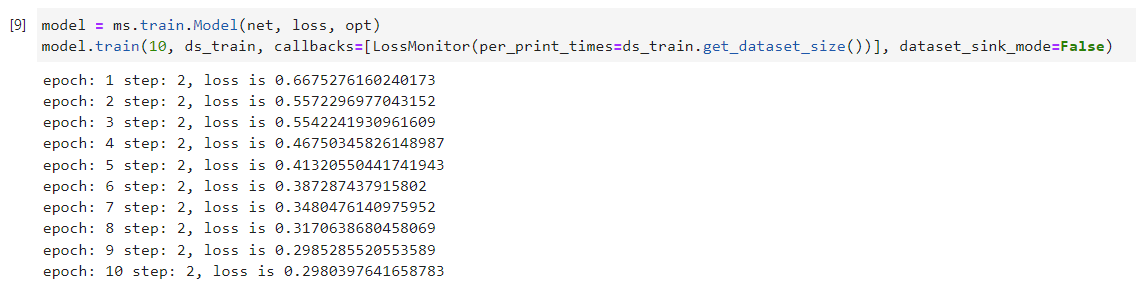 [9] model = ms.train.Model(net, loss, opt)
model.train(10, ds_train, callbacks=[LossMonitor(per_print_times=ds_train.get_dataset_size())], dataset_sink_mode=False)
epoch: 1 step: 2, loss is 0.6675276160240173
epoch: 2 step: 2, loss is 0.5572296977043152
epoch: 3 step: 2, loss is 0.5542241930961609
epoch: 4 step: 2, loss is 0.46750345826148987
epoch: 5 step: 2, loss is 0.41320550441741943
epoch: 6 step: 2, loss is 0.387287437915802
epoch: 7 step: 2, loss is 0.3480476140975952
epoch: 8 step: 2, loss is 0.3170638680458069
epoch: 9 step: 2, loss is 0.2985285520553589
epoch: 10 step: 2, loss is 0.2980397641658783